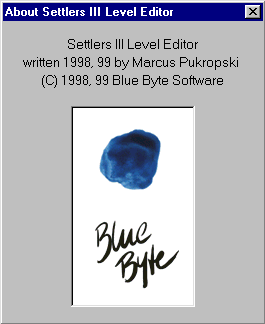 About Settlers III Level Editor
Settlers III Level Editor
written 1998, 99 by Marcus Pukropski
(C) 1998, 99 Blue Byte Software
Blue
Byte